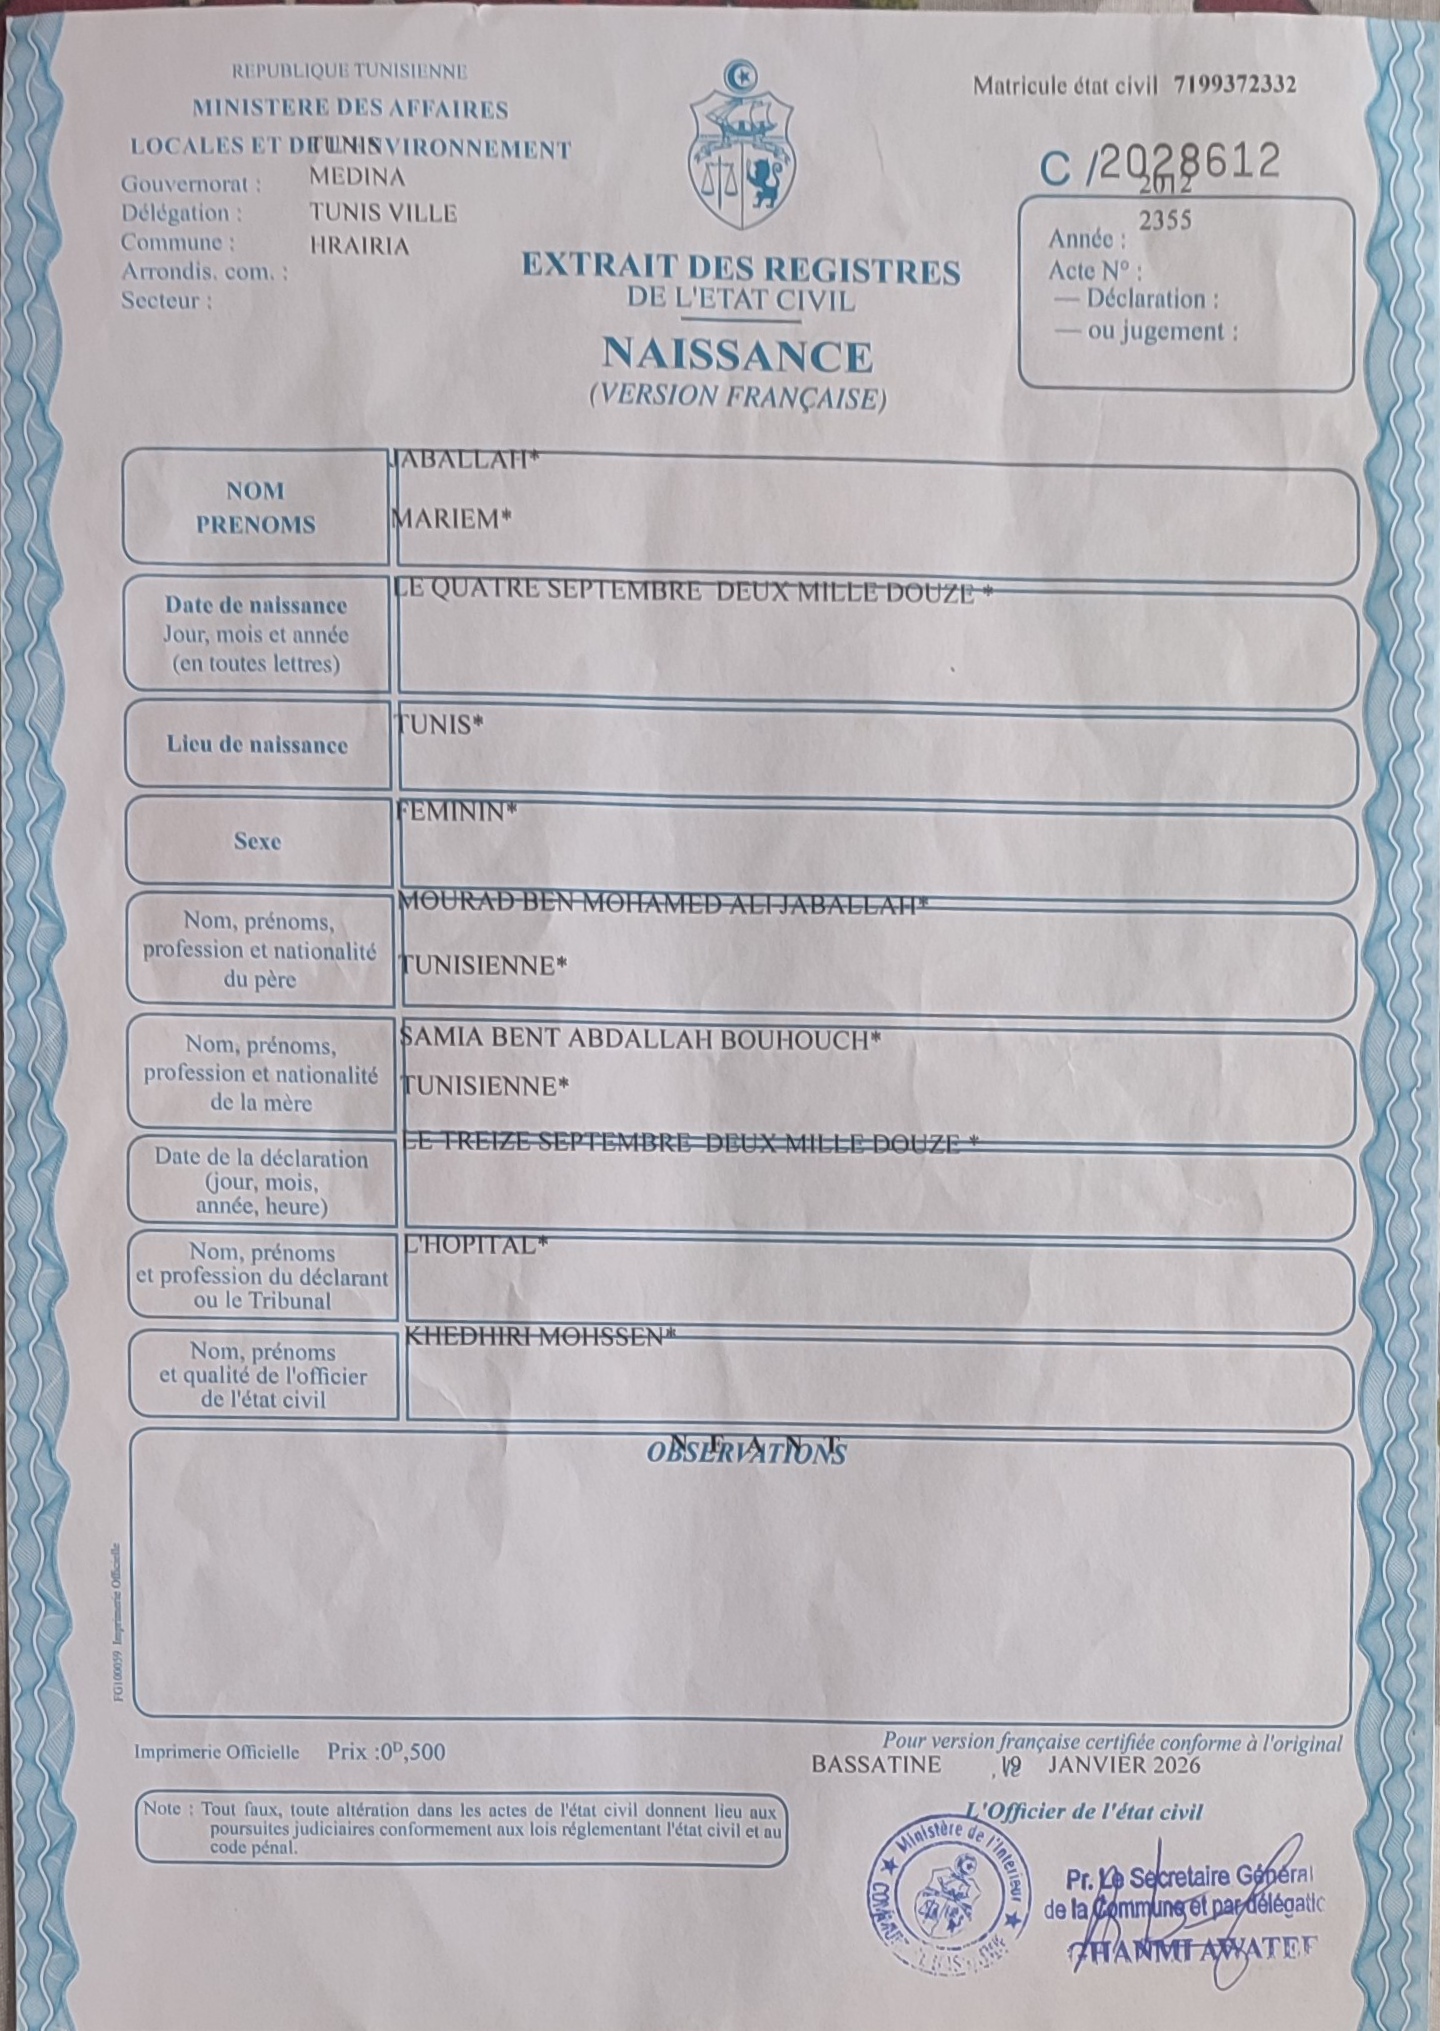 REPUBLIQUE TUNISIENNE
MINISTERE DES AFFAIRES
LOCALES ET DE L'ENVIRONNEMENT
TUNIS
Gouvernorat : MEDINA
Délégation : TUNIS VILLE
Commune : HRAIRIA
Arrondis. com. :
Secteur :
Matricule état civil 7199372332
C /2028612
2012
2355
Année :
Acte N° :
— Déclaration :
— ou jugement :
EXTRAIT DES REGISTRES
DE L'ETAT CIVIL
NAISSANCE
(VERSION FRANÇAISE)
NOM
PRENOMS
JABALLAH*
MARIEM*
Date de naissance
Jour, mois et année
(en toutes lettres)
LE QUATRE SEPTEMBRE DEUX MILLE DOUZE *
Lieu de naissance
TUNIS*
Sexe
FEMININ*
Nom, prénoms,
profession et nationalité
du père
MOURAD BEN MOHAMED ALI JABALLAH*
TUNISIENNE*
Nom, prénoms,
profession et nationalité
de la mère
SAMIA BENT ABDALLAH BOUHOUCH*
TUNISIENNE*
Date de la déclaration
(jour, mois,
année, heure)
LE TREIZE SEPTEMBRE DEUX MILLE DOUZE *
Nom, prénoms
et profession du déclarant
ou le Tribunal
L'HOPITAL*
Nom, prénoms
et qualité de l'officier
de l'état civil
KHEDHIRI MOHSSEN*
OBSERVATIONS
N E A N T
FG100059 Imprimerie Officielle
Imprimerie Officielle Prix :0D,500
Pour version française certifiée conforme à l'original
BASSATINE JANVIER 2026
Note : Tout faux, toute altération dans les actes de l'état civil donnent lieu aux
poursuites judiciaires conformement aux lois réglementant l'état civil et au
code pénal.
L'Officier de l'état civil
Ministère de l'Interieur
Pr. Le Secretaire Général
de la Commune et par délégatic
HANMI AWATEF